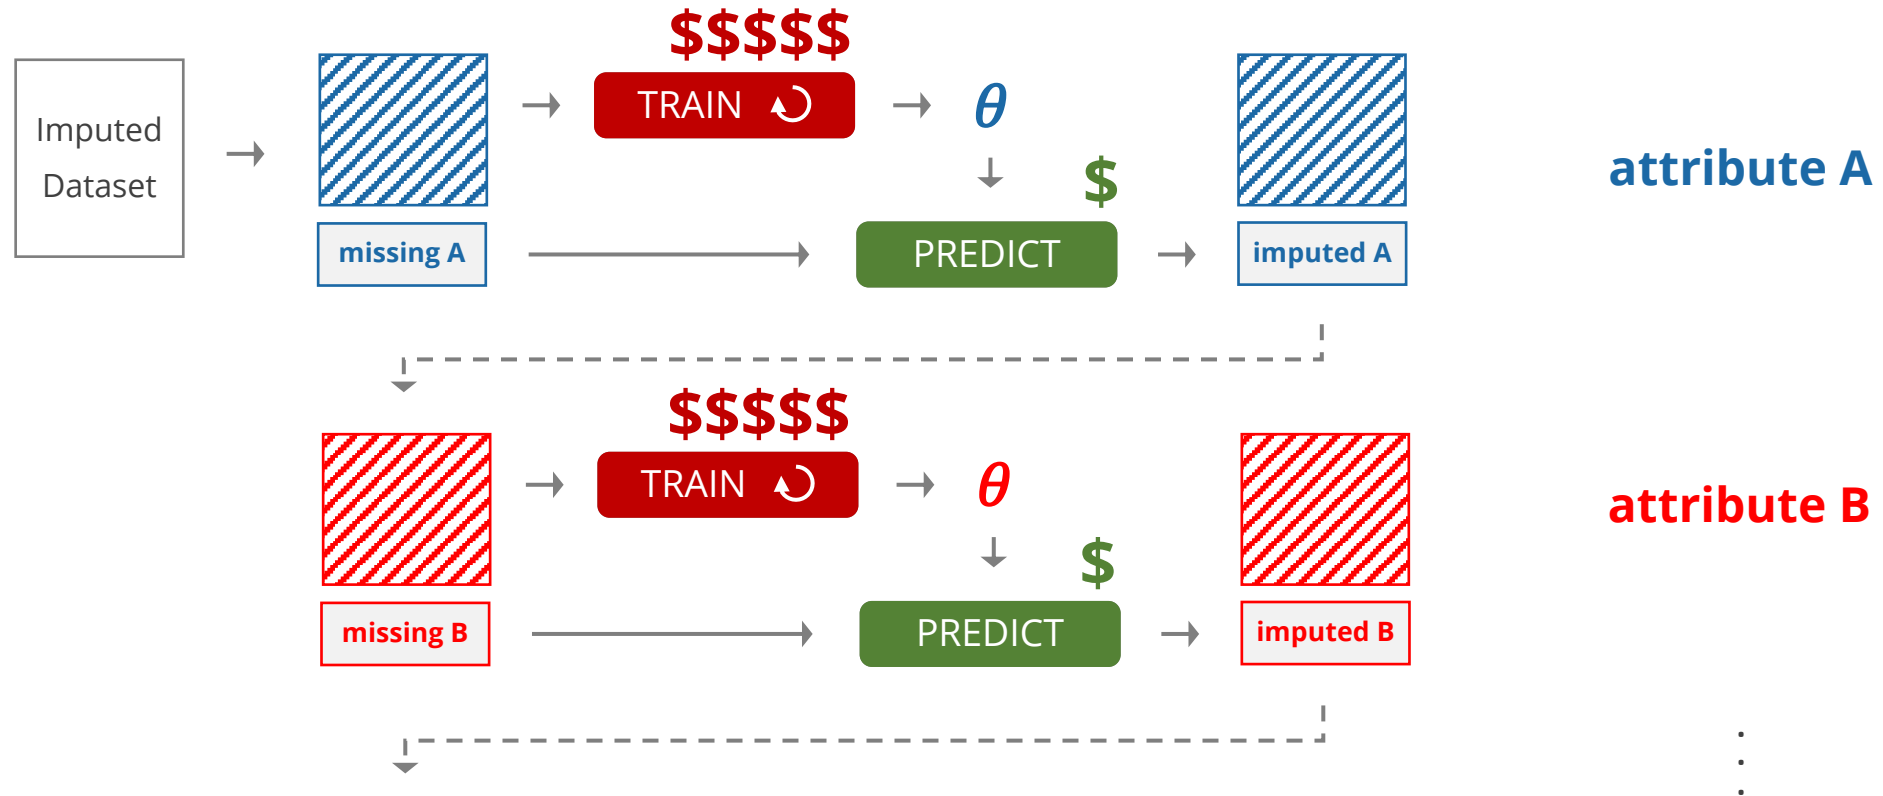 $$$$$
Imputed
Dataset
TRAIN
θ
attribute A
$
missing A
PREDICT
imputed A
$$$$$
TRAIN
θ
attribute B
$
missing B
PREDICT
imputed B
.
.
.